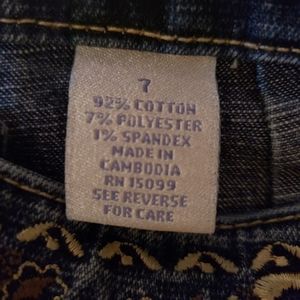 7
92% COTTON
7% POLYESTER
1% SPANDEX
MADE IN
CAMBODIA
RN 15099
SEE REVERSE
FOR CARE